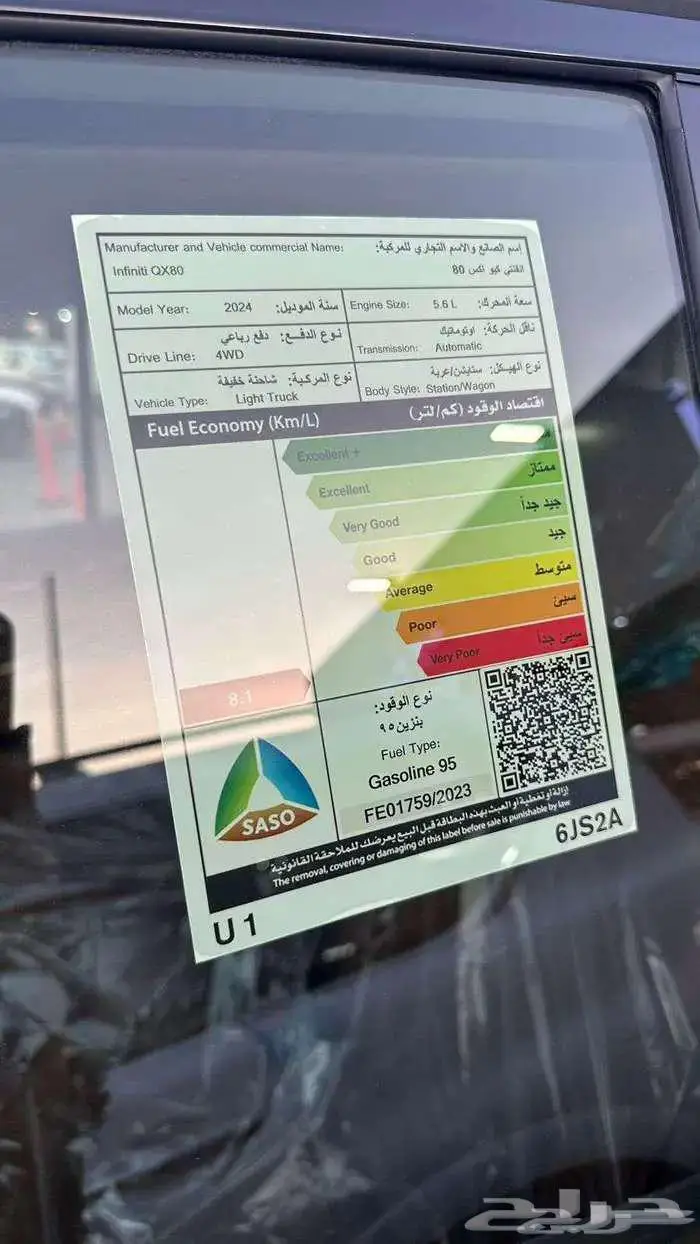 Manufacturer and Vehicle commercial Name: إسم الصانع والاسم التجاري للمركبة:
Infiniti QX80 انفنتي كيو اكس 80
Model Year: 2024 سنة الموديل: Engine Size: 5.6 L سعة المحرك:
نوع الدفع: دفع رباعي ناقل الحركة: اوتوماتيك
Drive Line: 4WD Transmission: Automatic
نوع المركبة: شاحنة خفيفة نوع الهيكل: ستايشن/عربة
Vehicle Type: Light Truck Body Style: Station/Wagon
Fuel Economy (Km/L) اقتصاد الوقود (كم/لتر)
Excellent +
Excellent ممتاز
Very Good جيد جداً
Good جيد
Average متوسط
Poor سيئ
Very Poor سيئ جداً
8.1
نوع الوقود:
بنزين ٩٥
Fuel Type:
Gasoline 95
FE01759/2023
SASO
إزالة أو تغطية أو العبث بهذه البطاقة قبل البيع يعرضك للملاحقة القانونية
The removal, covering or damaging of this label before sale is punishable by law
U 1 6JS2A
حراج